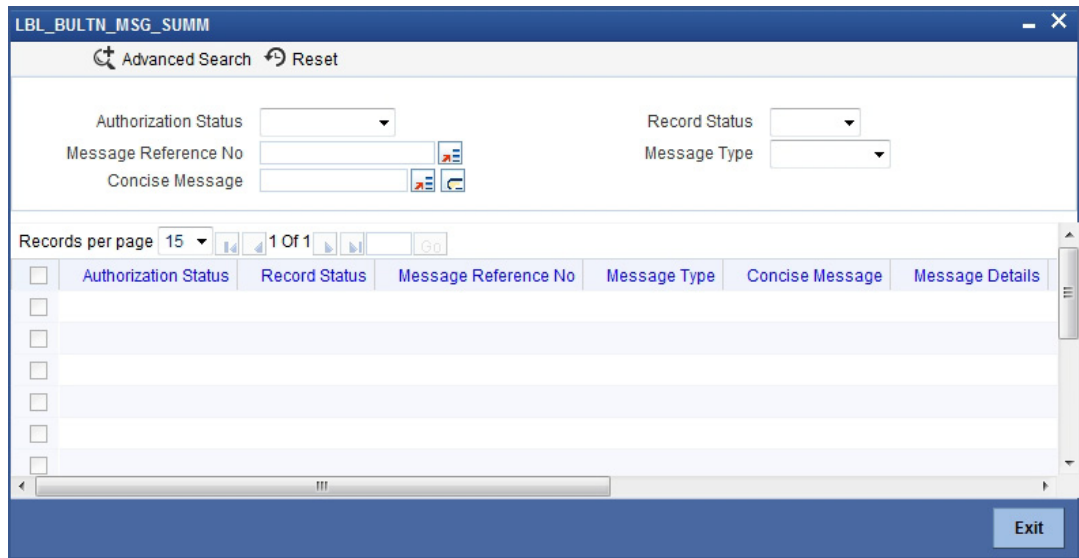 LBL_BULTN_MSG_SUMM
Advanced Search Reset
Authorization Status Record Status
Message Reference No Message Type
Concise Message
Records per page 15 1 Of 1 Go
Authorization Status Record Status Message Reference No Message Type Concise Message Message Details
Exit